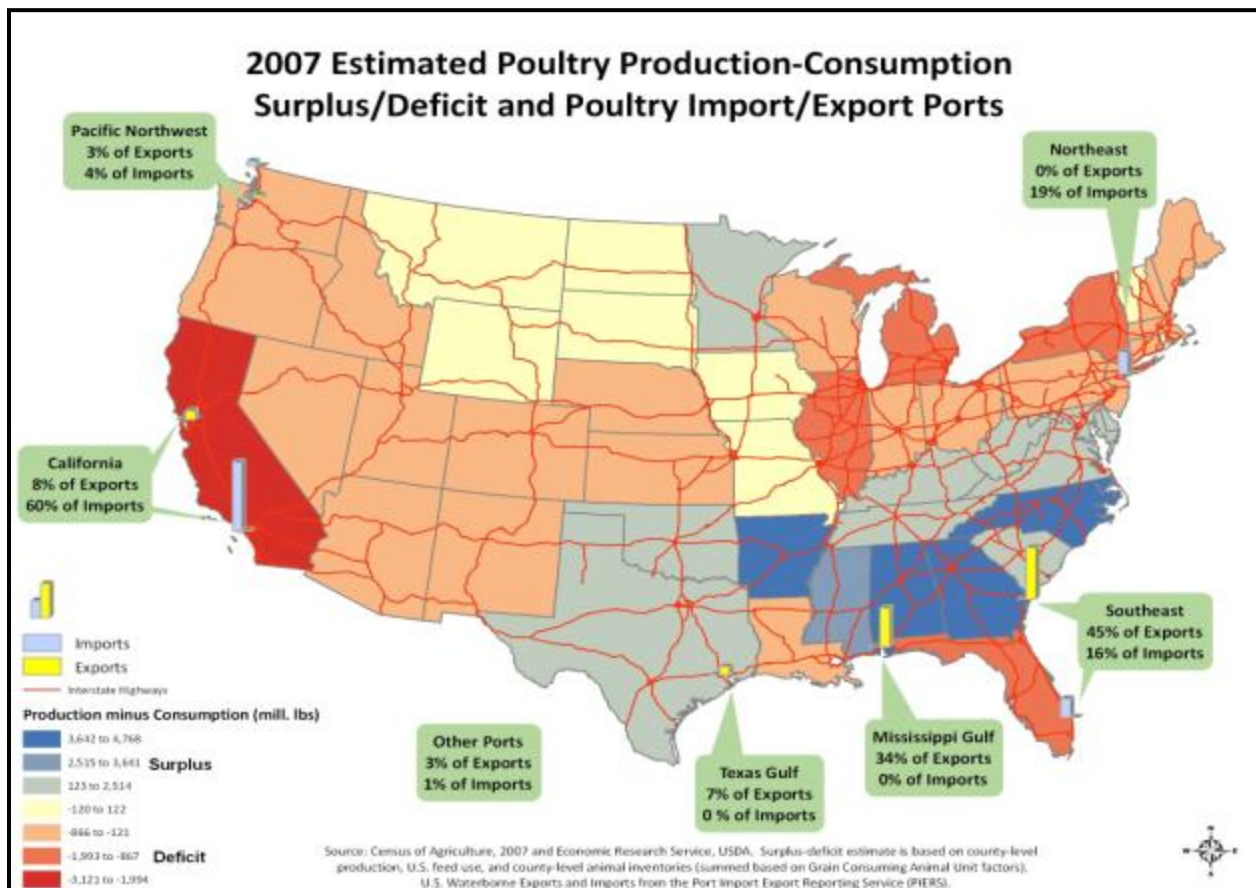 2007 Estimated Poultry Production-Consumption
Surplus/Deficit and Poultry Import/Export Ports
Pacific Northwest
3% of Exports
4% of Imports
Northeast
0% of Exports
19% of Imports
California
8% of Exports
60% of Imports
Southeast
45% of Exports
16% of Imports
Mississippi Gulf
34% of Exports
0% of Imports
Texas Gulf
7% of Exports
0 % of Imports
Other Ports
3% of Exports
1% of Imports
Imports
Exports
Interstate Highways
Production minus Consumption (mill. lbs)
3,642 to 4,768
2,515 to 3,641 Surplus
123 to 2,514
-120 to 122
-866 to -121
-1,993 to -867 Deficit
-3,121 to -1,994
Source: Census of Agriculture, 2007 and Economic Research Service, USDA. Surplus-deficit estimate is based on county-level
production, U.S. feed use, and county-level animal inventories (summed based on Grain Consuming Animal Unit factors).
U.S. Waterborne Exports and Imports from the Port Import Export Reporting Service (PIERS).